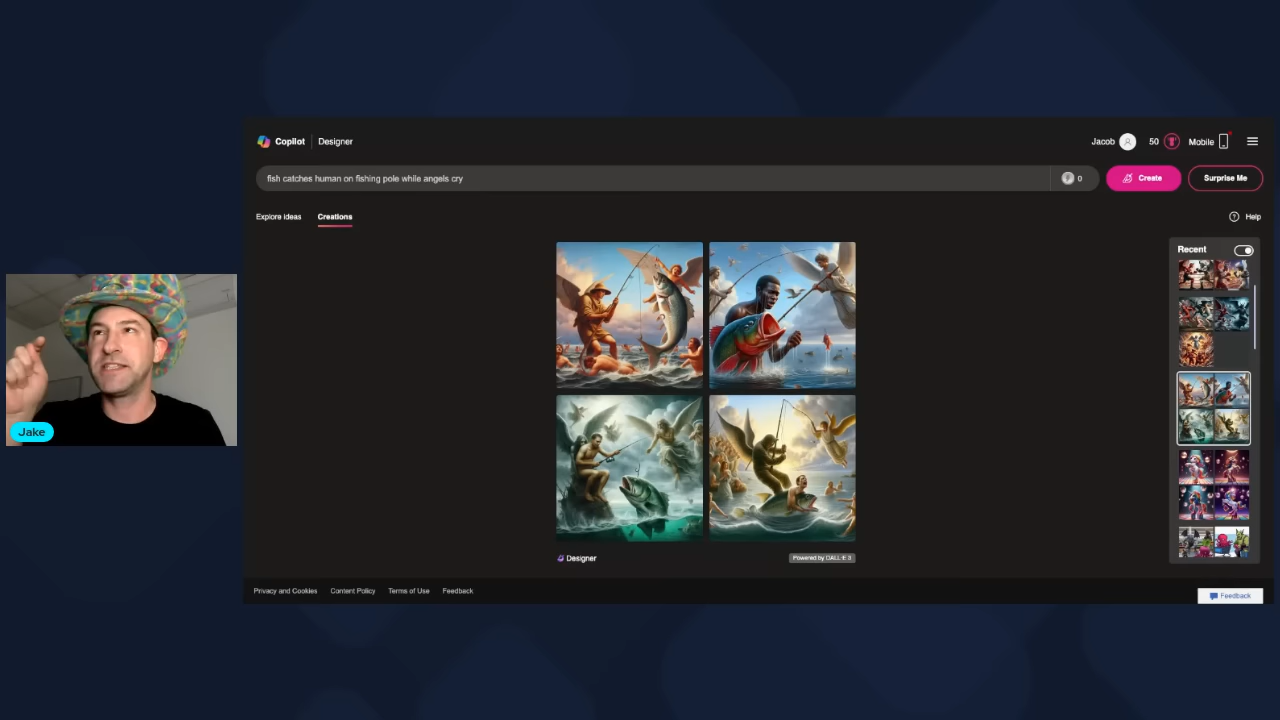 Copilot | Designer
Jacob
50
Mobile
fish catches human on fishing pole while angels cry
0
Create
Surprise Me
Explore ideas
Creations
Help
Recent
Jake
Designer
Powered by DALL·E 3
Privacy and Cookies
Content Policy
Terms of Use
Feedback
Feedback